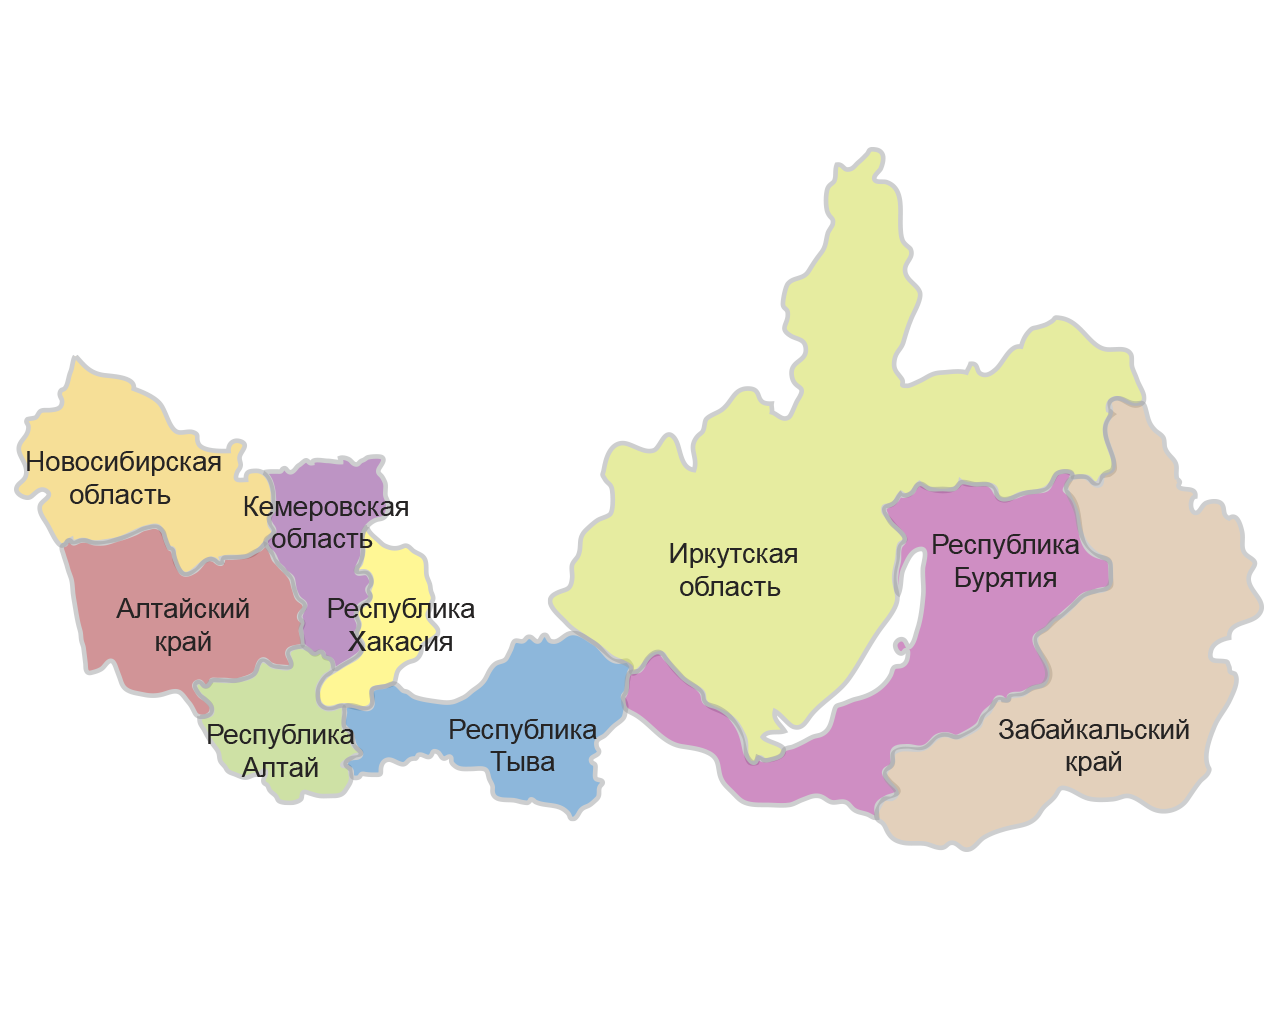 Новосибирская
область
Кемеровская
область
Иркутская
область
Республика
Бурятия
Алтайский
край
Республика
Хакасия
Республика
Алтай
Республика
Тыва
Забайкальский
край